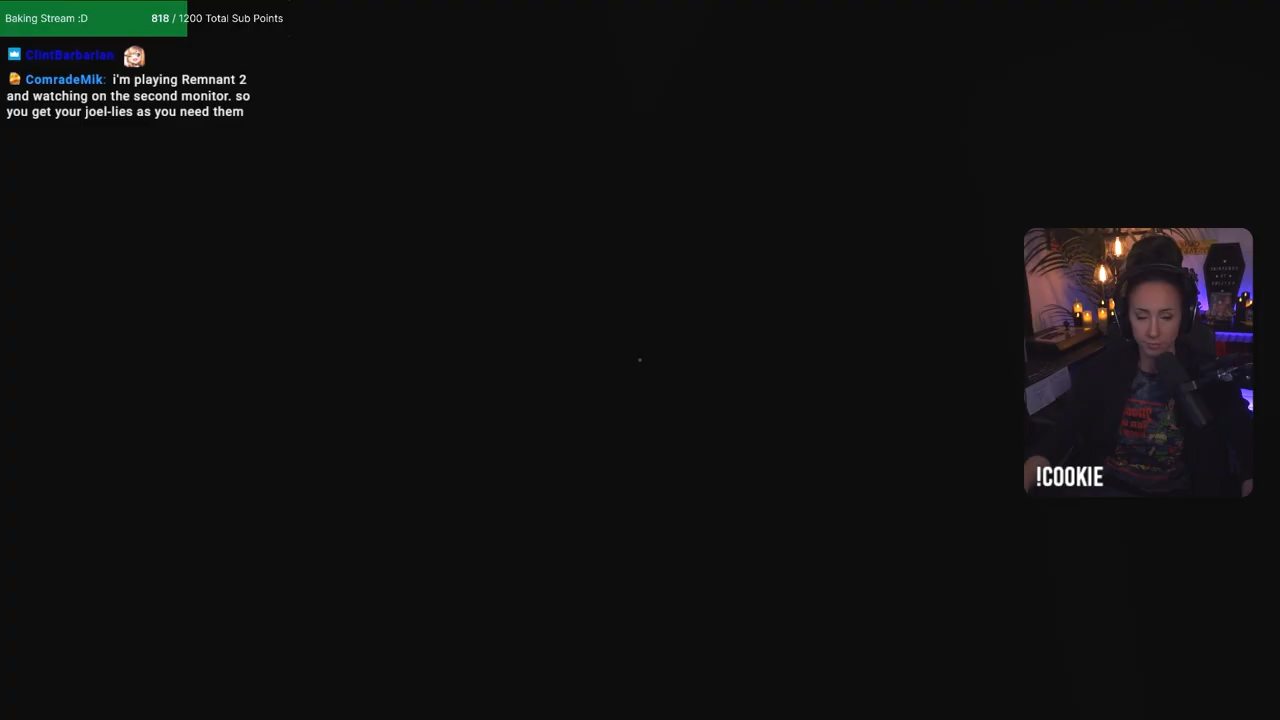 Baking Stream :D 818 / 1200 Total Sub Points
ClintBarbarian
ComradeMik: i'm playing Remnant 2
and watching on the second monitor. so
you get your joel-lies as you need them
!COOKIE